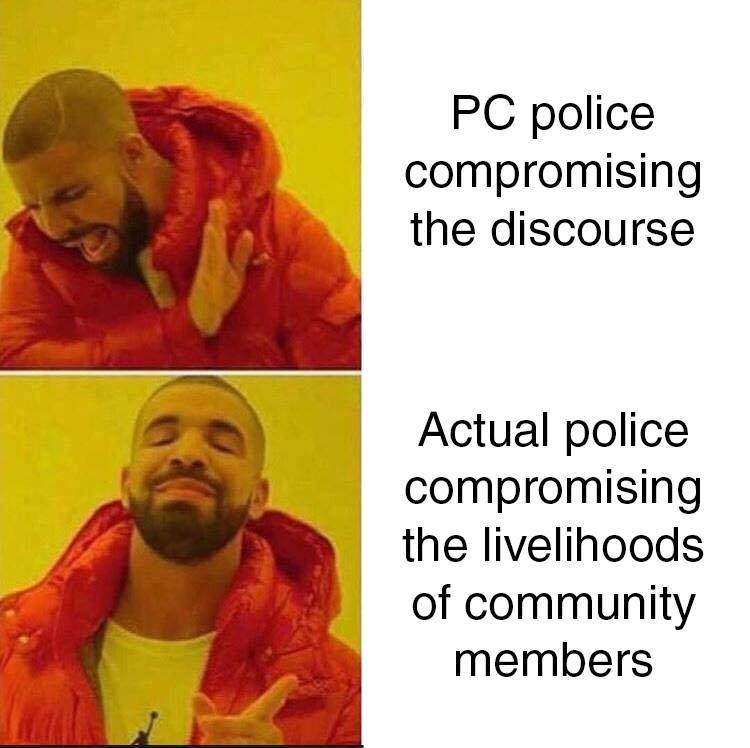 PC police
compromising
the discourse
Actual police
compromising
the livelihoods
of community
members